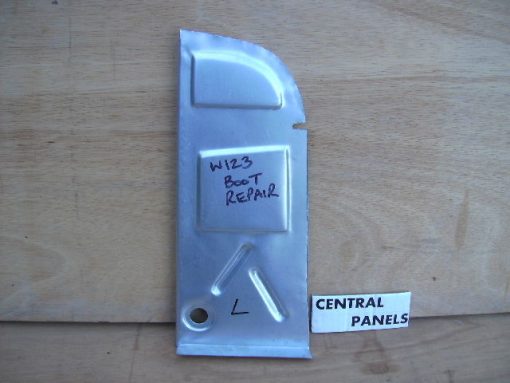 W123
BOOT
REPAIR
L
CENTRAL
PANELS